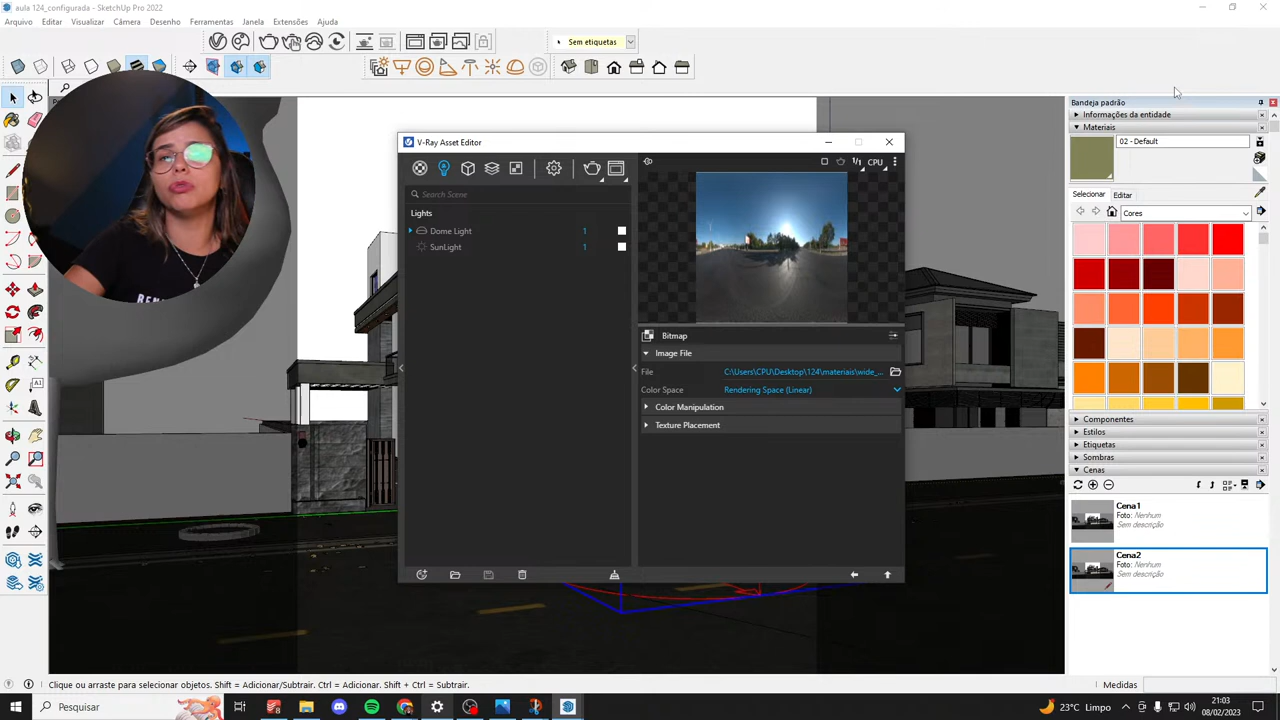 aula 124_configurada - SketchUp Pro 2022
Arquivo Editar Visualizar Câmera Desenho Ferramentas Janela Extensões Ajuda
Sem etiquetas
Bandeja padrão
Informações da entidade
Materiais
02 - Default
Selecionar Editar
Cores
V-Ray Asset Editor
1/1 CPU
Search Scene
Lights
Dome Light 1
SunLight 1
Bitmap
Image File
File C:\Users\CPU\Desktop\124\materiais\wide_...
Color Space Rendering Space (Linear)
Color Manipulation
Texture Placement
Componentes
Estilos
Etiquetas
Sombras
Cenas
Cena1
Foto: Nenhum
Sem descrição
Cena2
Foto: Nenhum
Sem descrição
Clique ou arraste para selecionar objetos. Shift = Adicionar/Subtrair. Ctrl = Adicionar. Shift + Ctrl = Subtrair.
Medidas
Pesquisar
23°C Limpo
21:03
08/02/2023